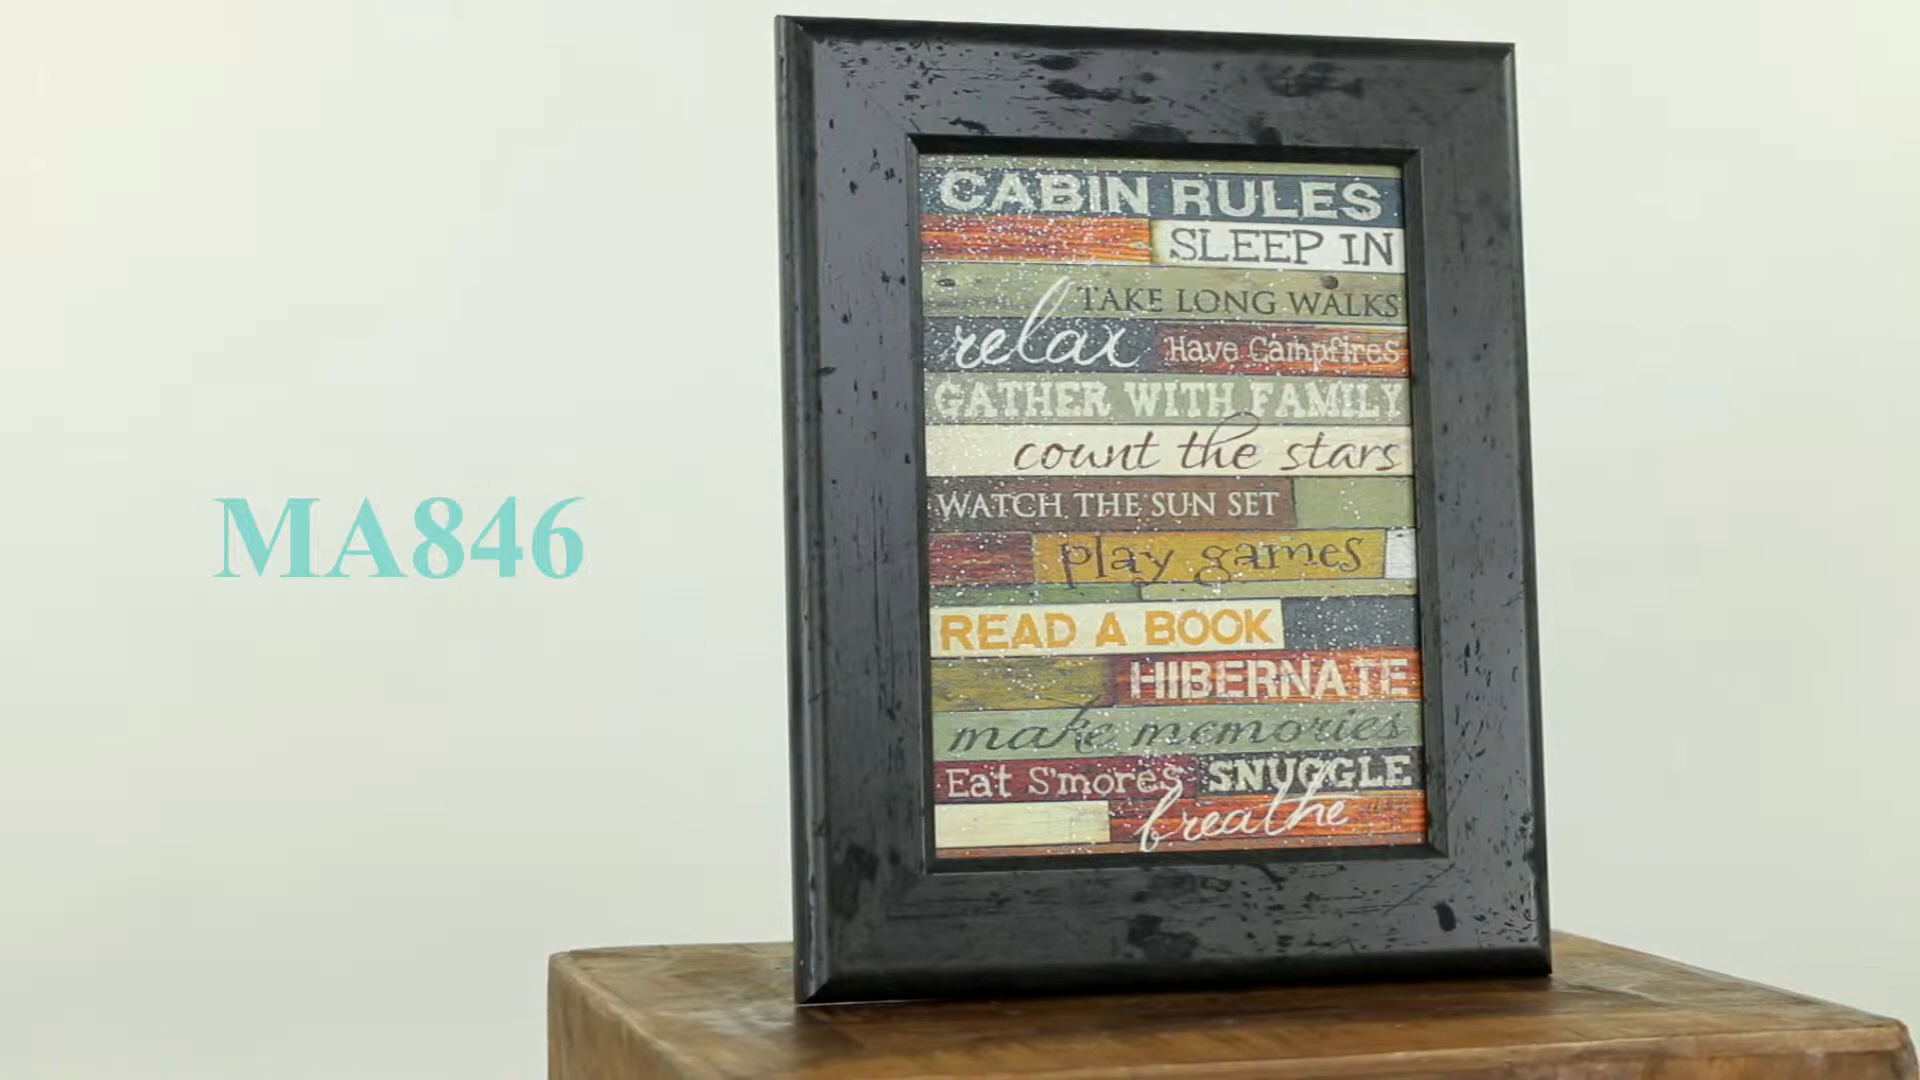 MA846
CABIN RULES
SLEEP IN
TAKE LONG WALKS
relax Have Campfires
GATHER WITH FAMILY
count the stars
WATCH THE SUN SET
play games
READ A BOOK
HIBERNATE
make memories
Eat S'mores SNUGGLE
breathe